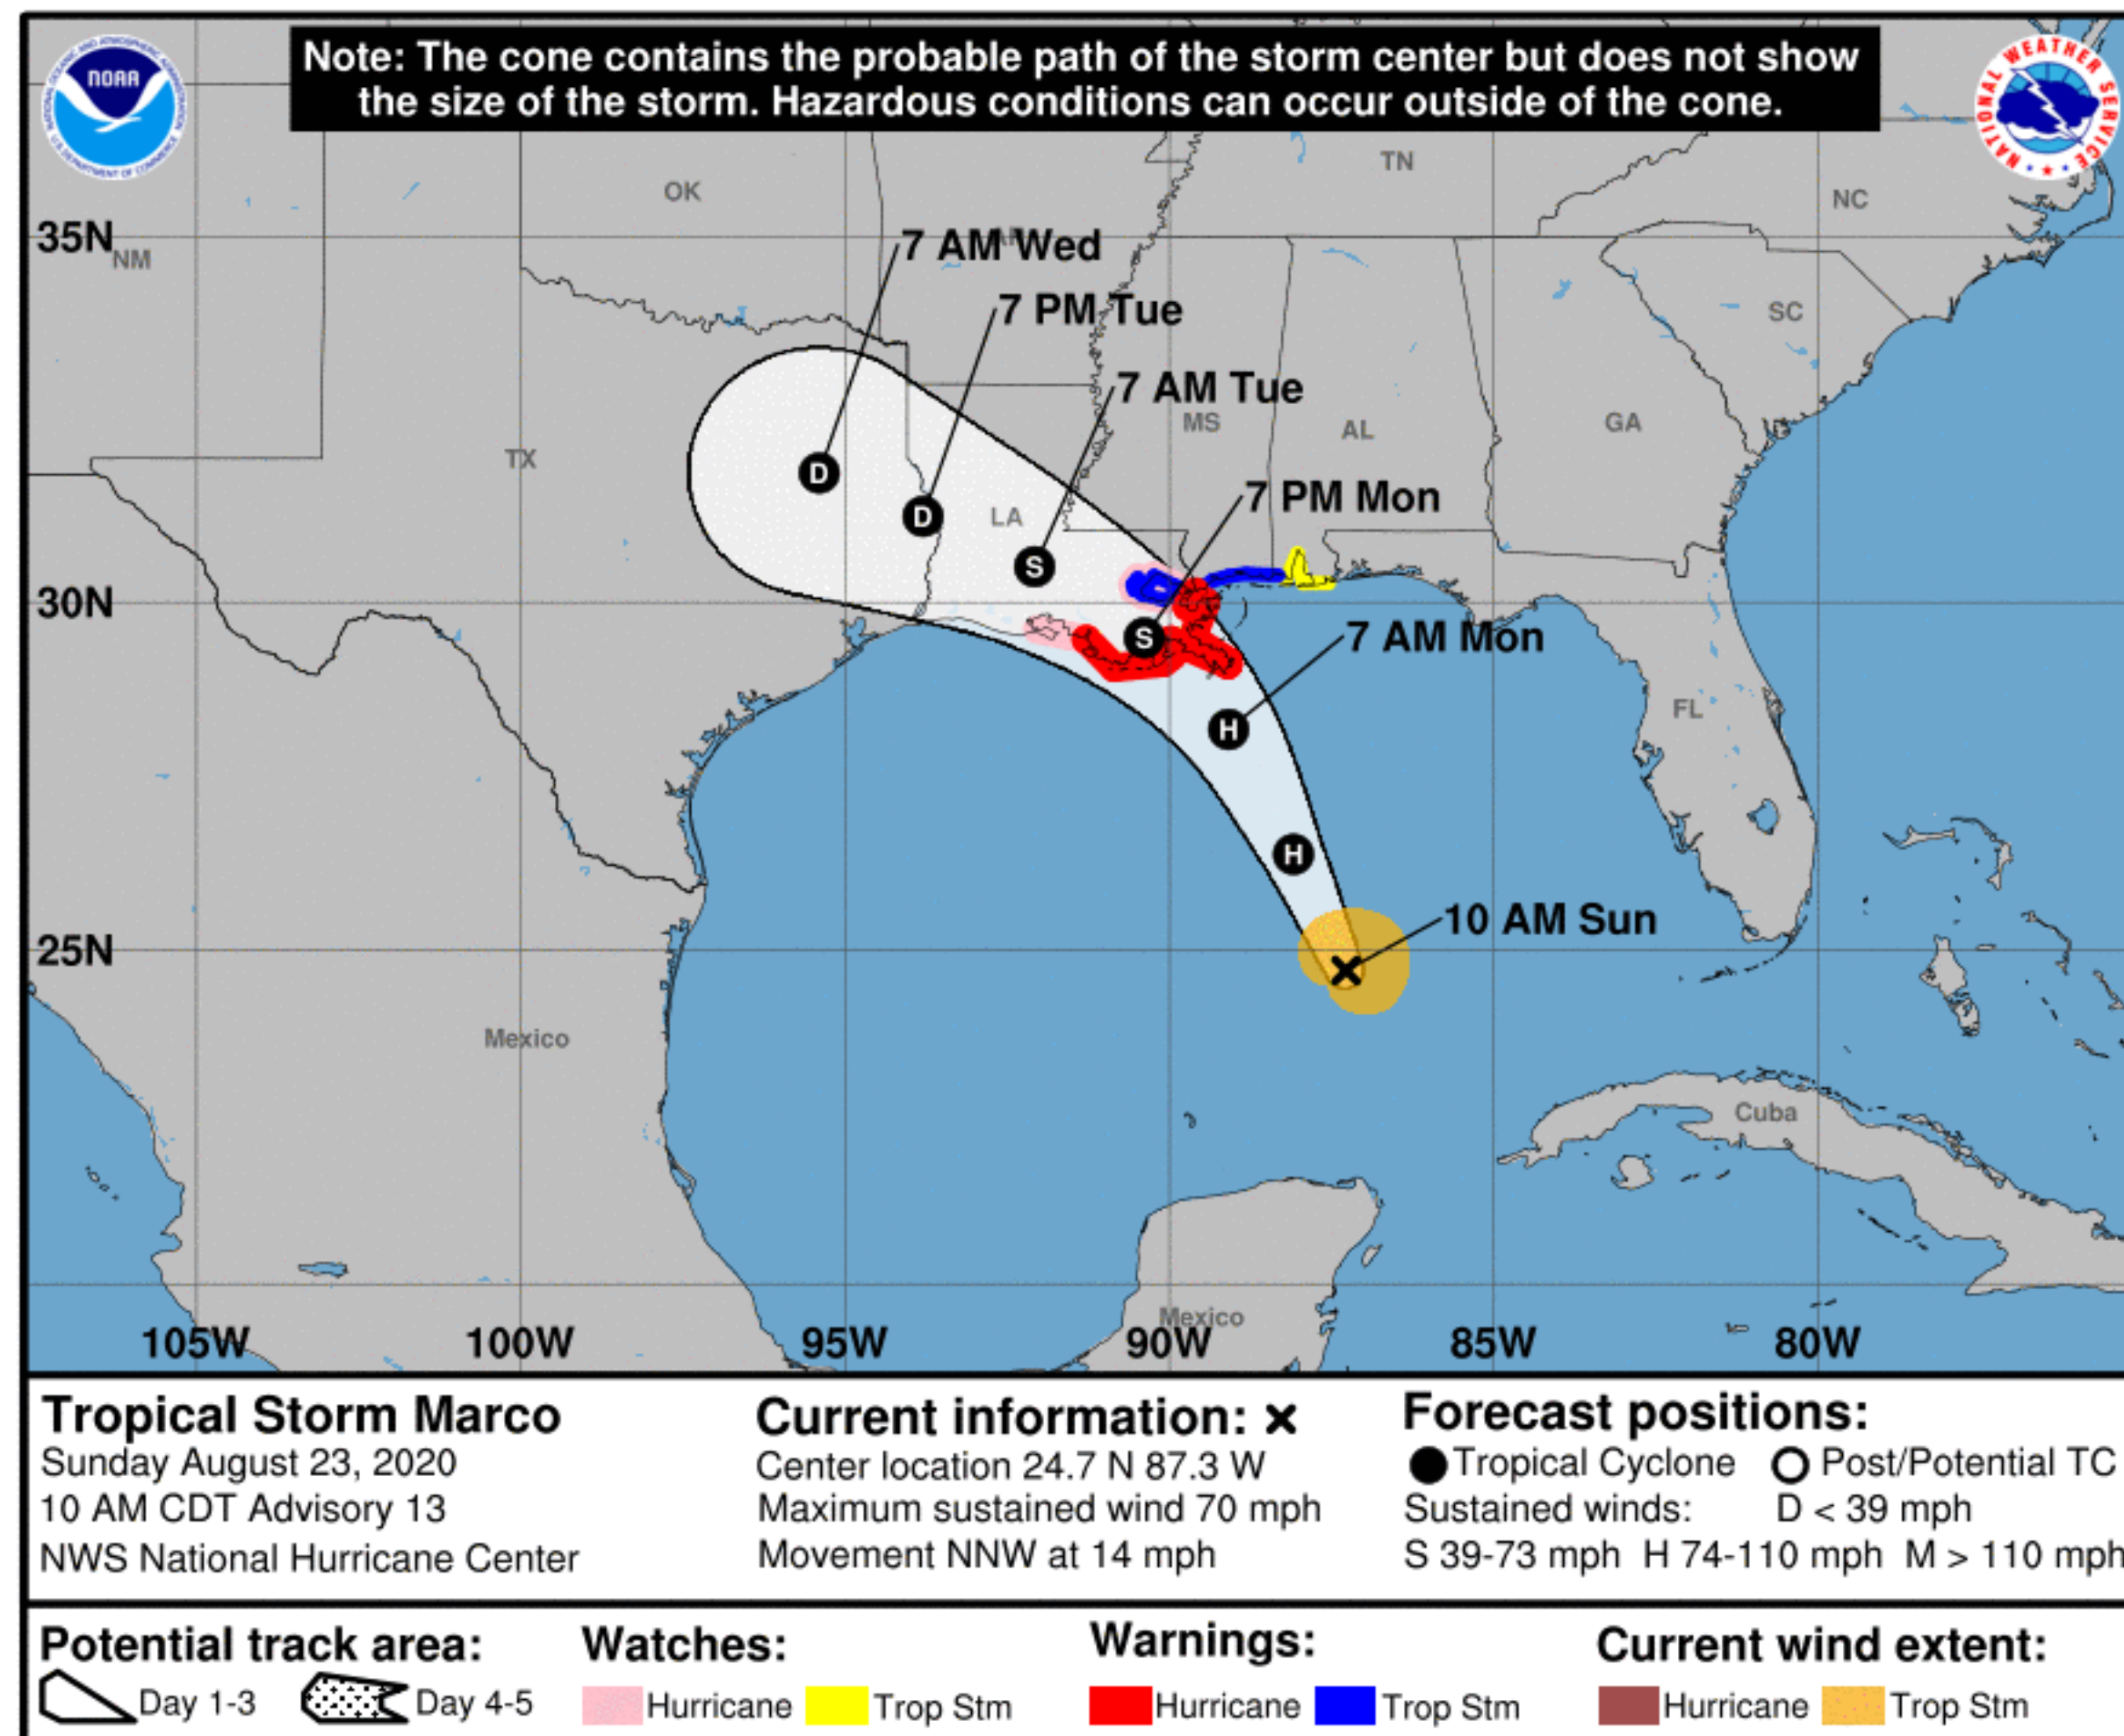 Note: The cone contains the probable path of the storm center but does not show
the size of the storm. Hazardous conditions can occur outside of the cone.
NOAA
NATIONAL WEATHER SERVICE
TN
OK
NC
35N
NM
7 AM Wed
7 PM Tue
SC
7 AM Tue
MS
AL
GA
TX
D
7 PM Mon
D
LA
S
30N
S
7 AM Mon
FL
H
H
10 AM Sun
25N
Mexico
Cuba
Mexico
105W
100W
95W
90W
85W
80W
Tropical Storm Marco
Sunday August 23, 2020
10 AM CDT Advisory 13
NWS National Hurricane Center
Current information: ×
Center location 24.7 N 87.3 W
Maximum sustained wind 70 mph
Movement NNW at 14 mph
Forecast positions:
Tropical Cyclone Post/Potential TC
Sustained winds: D < 39 mph
S 39-73 mph H 74-110 mph M > 110 mph
Potential track area:
Day 1-3 Day 4-5
Watches:
Hurricane Trop Stm
Warnings:
Hurricane Trop Stm
Current wind extent:
Hurricane Trop Stm